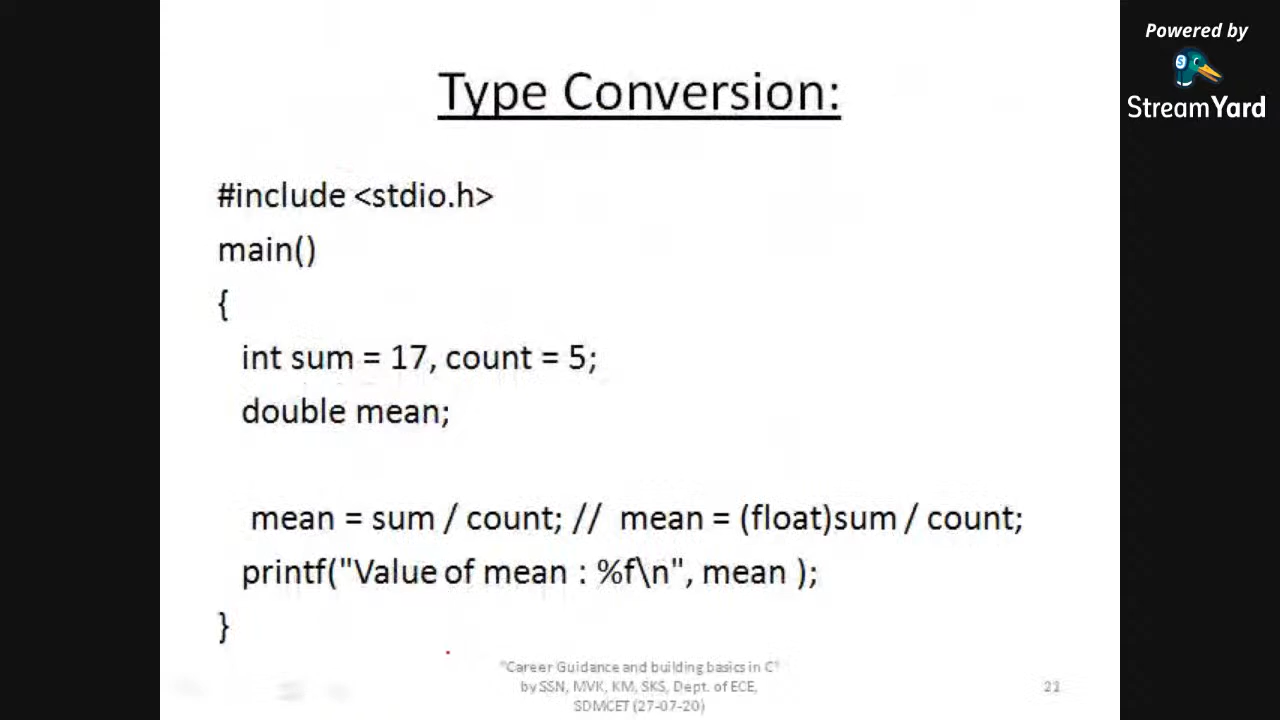 Powered by
StreamYard
Type Conversion:
#include <stdio.h>
main()
{
int sum = 17, count = 5;
double mean;
mean = sum / count; // mean = (float)sum / count;
printf("Value of mean : %f\n", mean );
}
"Career Guidance and building basics in C"
by SSN, MVK, KM, SKS, Dept. of ECE,
SDMCET (27-07-20)
21